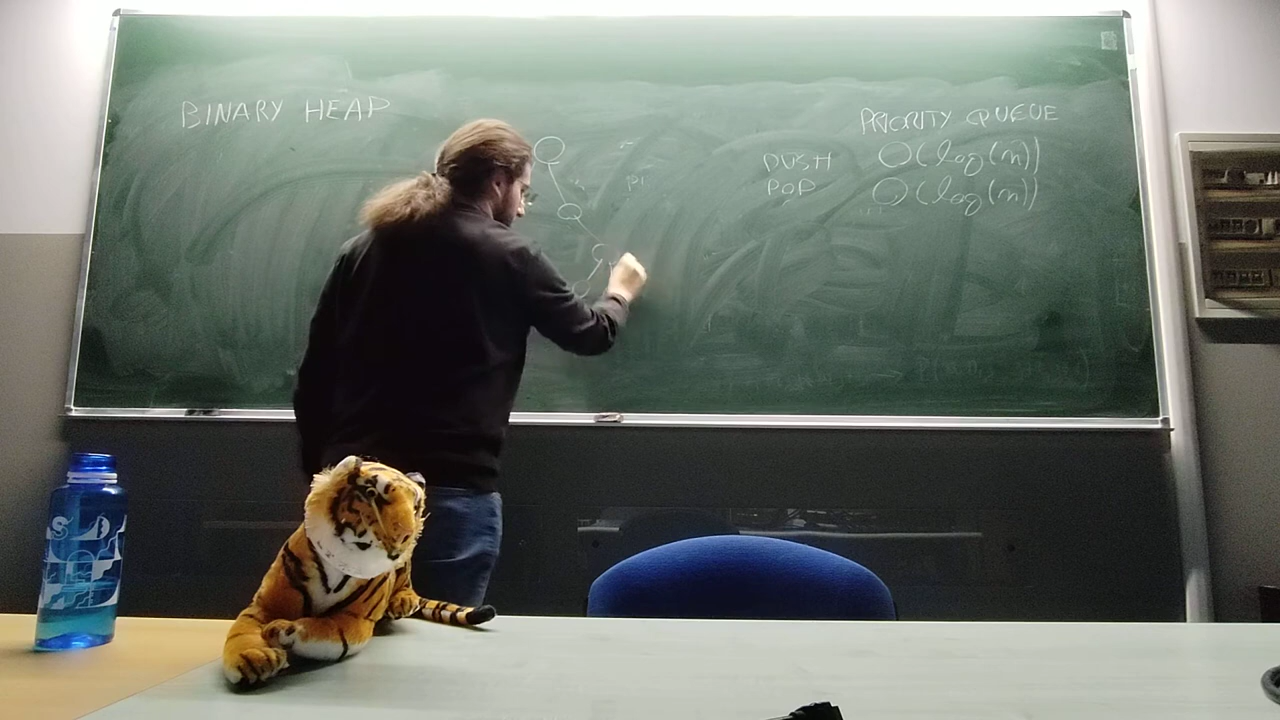 BINARY HEAP
PRIORITY QUEUE
PUSH O(log(n))
POP O(log(n))